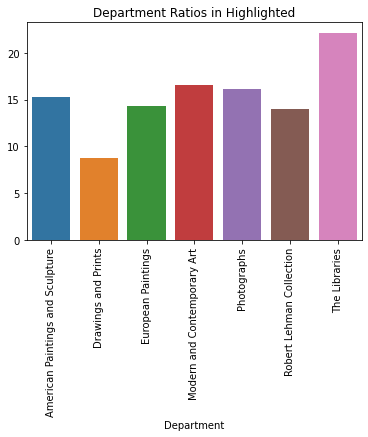 Department Ratios in Highlighted
20
15
10
5
0
American Paintings and Sculpture
Drawings and Prints
European Paintings
Modern and Contemporary Art
Photographs
Robert Lehman Collection
The Libraries
Department